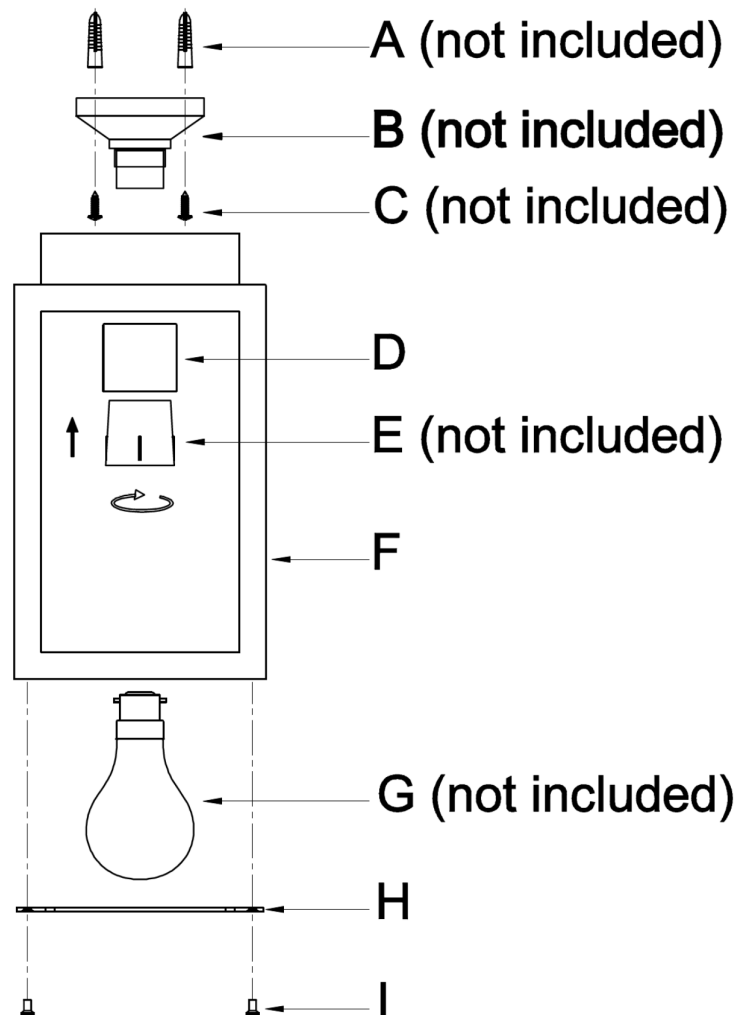 A (not included)
B (not included)
C (not included)
D
E (not included)
F
G (not included)
H
I